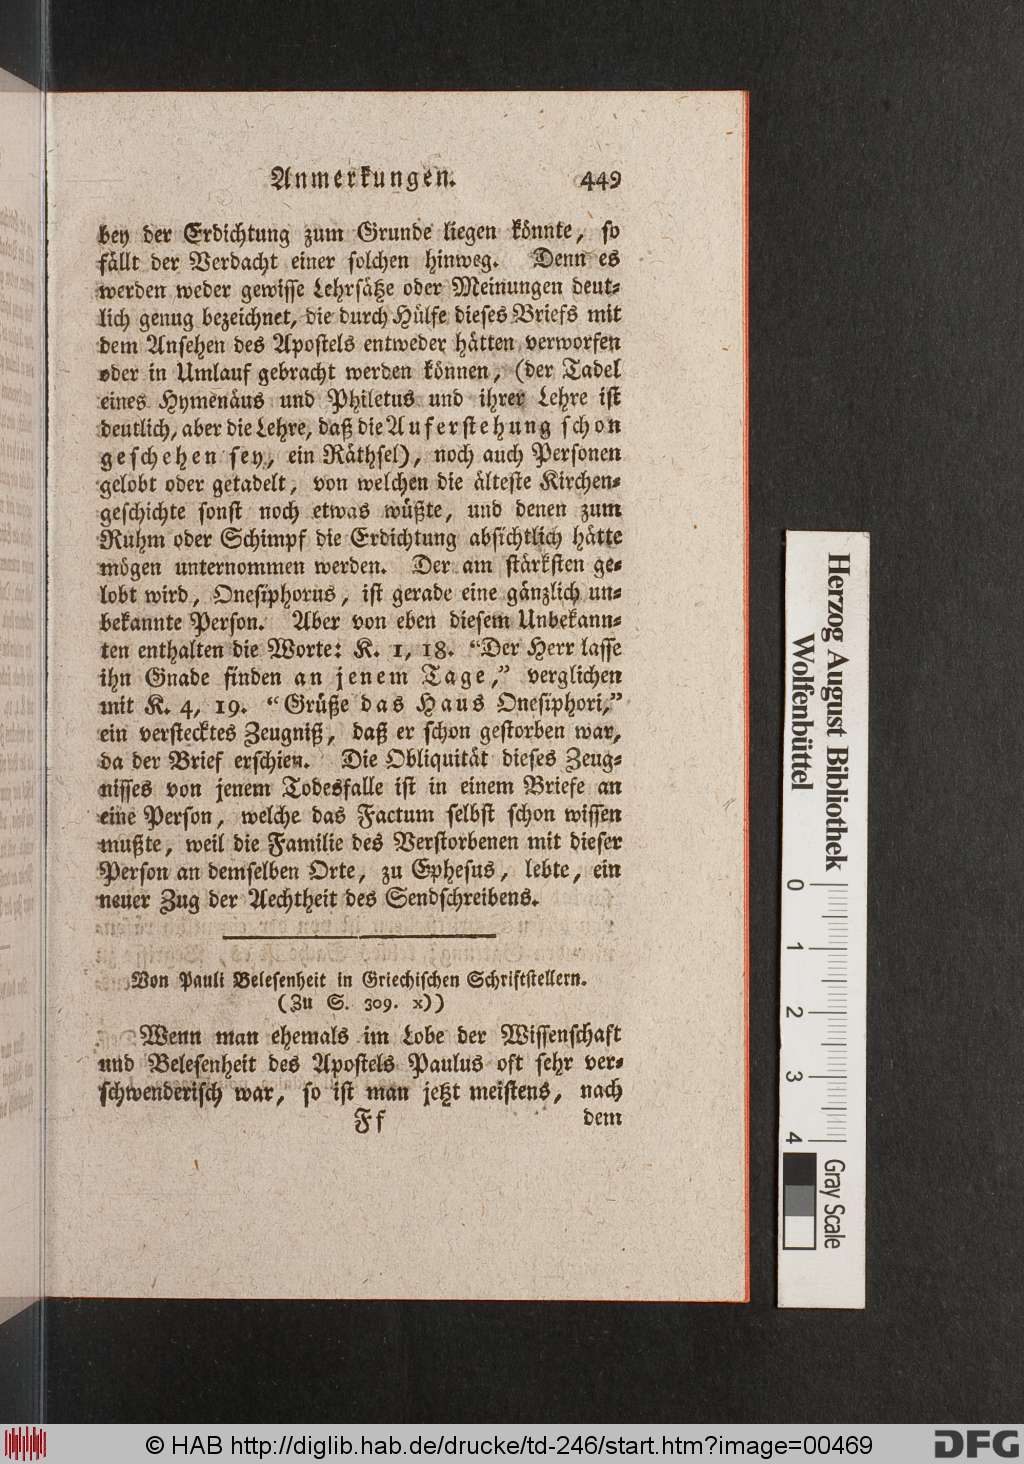 Anmerkungen. 449
bey der Erdichtung zum Grunde liegen könnte, so
fällt der Verdacht einer solchen hinweg. Denn es
werden weder gewisse Lehrsätze oder Meinungen deut-
lich genug bezeichnet, die durch Hülfe dieses Briefs mit
dem Ansehen des Apostels entweder hätten verworfen
oder in Umlauf gebracht werden können, (der Tadel
eines Hymenäus und Philetus und ihrer Lehre ist
deutlich, aber die Lehre, daß die Auferstehung schon
geschehen sey, ein Räthsel), noch auch Personen
gelobt oder getadelt, von welchen die älteste Kirchen-
geschichte sonst noch etwas wüßte, und denen zum
Ruhm oder Schimpf die Erdichtung absichtlich hätte
mögen unternommen werden. Der am stärksten ge-
lobt wird, Onesiphorus, ist gerade eine gänzlich un-
bekannte Person. Aber von eben diesem Unbekann-
ten enthalten die Worte: K. 1, 18. “Der Herr lasse
ihn Gnade finden an jenem Tage,” verglichen
mit K. 4, 19. “Grüße das Haus Onesiphori,”
ein verstecktes Zeugniß, daß er schon gestorben war,
da der Brief erschien. Die Obliquität dieses Zeug-
nisses von jenem Todesfalle ist in einem Briefe an
eine Person, welche das Factum selbst schon wissen
mußte, weil die Familie des Verstorbenen mit dieser
Person an demselben Orte, zu Ephesus, lebte, ein
neuer Zug der Aechtheit des Sendschreibens.
Von Pauli Belesenheit in Griechischen Schriftstellern.
(Zu S. 309. x))
Wenn man ehemals im Lobe der Wissenschaft
und Belesenheit des Apostels Paulus oft sehr ver-
schwenderisch war, so ist man jetzt meistens, nach
Ff dem
Herzog August Bibliothek
Wolfenbüttel
0 1 2 3 4
Gray Scale
© HAB http://diglib.hab.de/drucke/td-246/start.htm?image=00469
DFG